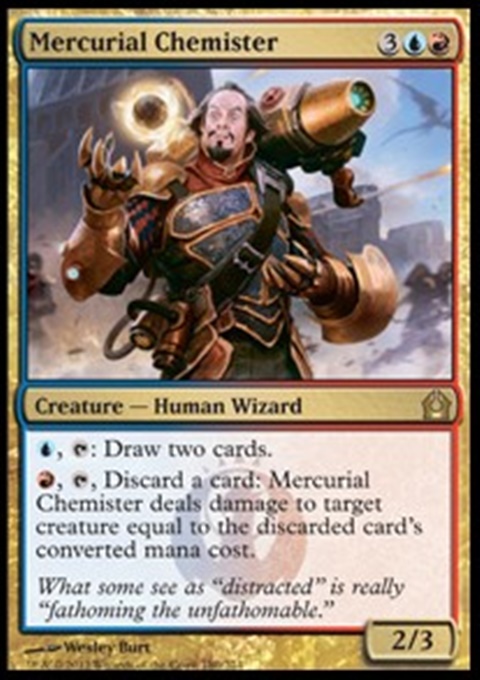 Mercurial Chemister 3
Creature — Human Wizard
, : Draw two cards.
, , Discard a card: Mercurial
Chemister deals damage to target
creature equal to the discarded card's
converted mana cost.
What some see as “distracted” is really
“fathoming the unfathomable.”
Wesley Burt
2/3